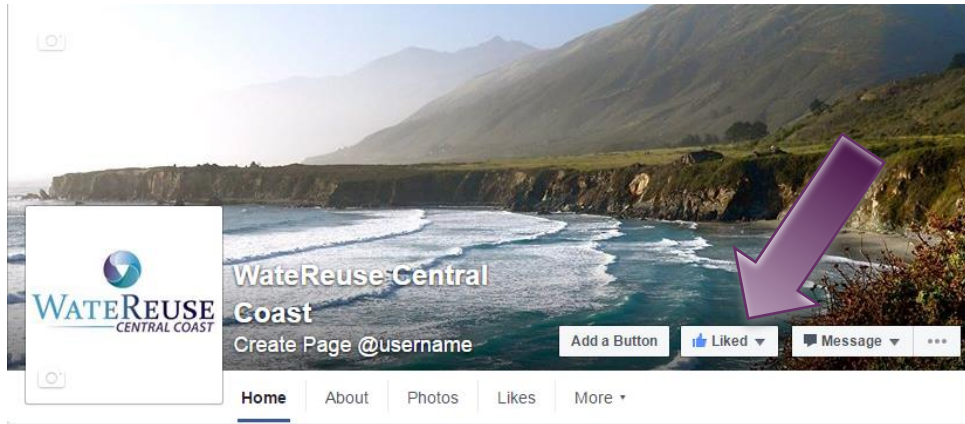 WATEREUSE
CENTRAL COAST
WateReuse Central
Coast
Create Page @username
Add a Button
Liked
Message
Home About Photos Likes More